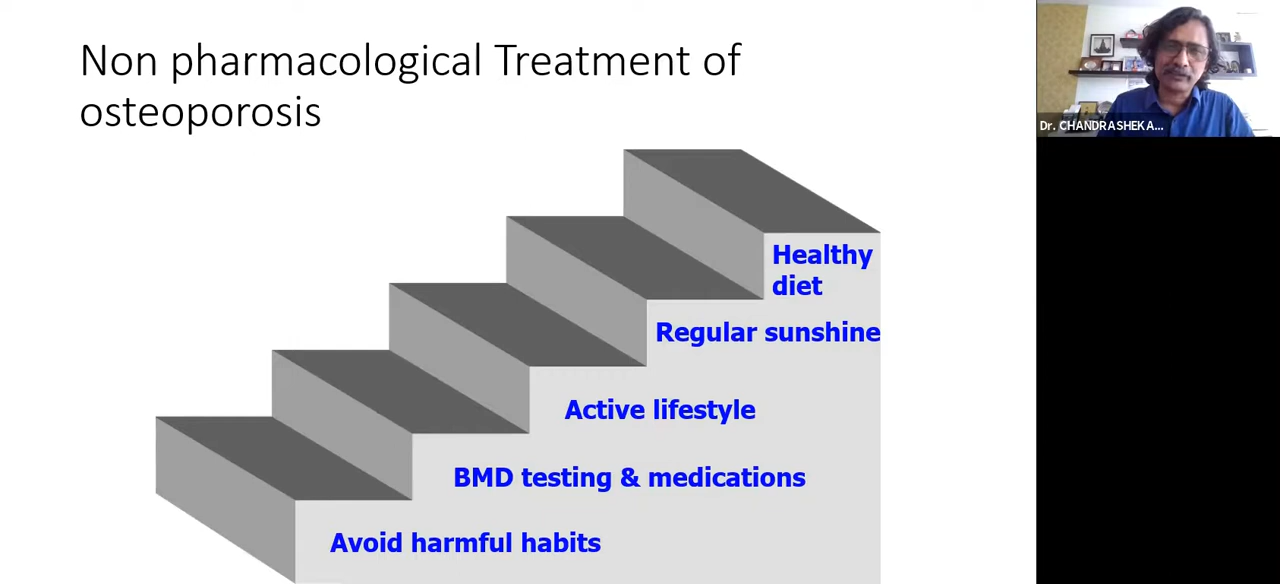 Non pharmacological Treatment of
osteoporosis
Dr. CHANDRASHEKA...
Healthy
diet
Regular sunshine
Active lifestyle
BMD testing & medications
Avoid harmful habits